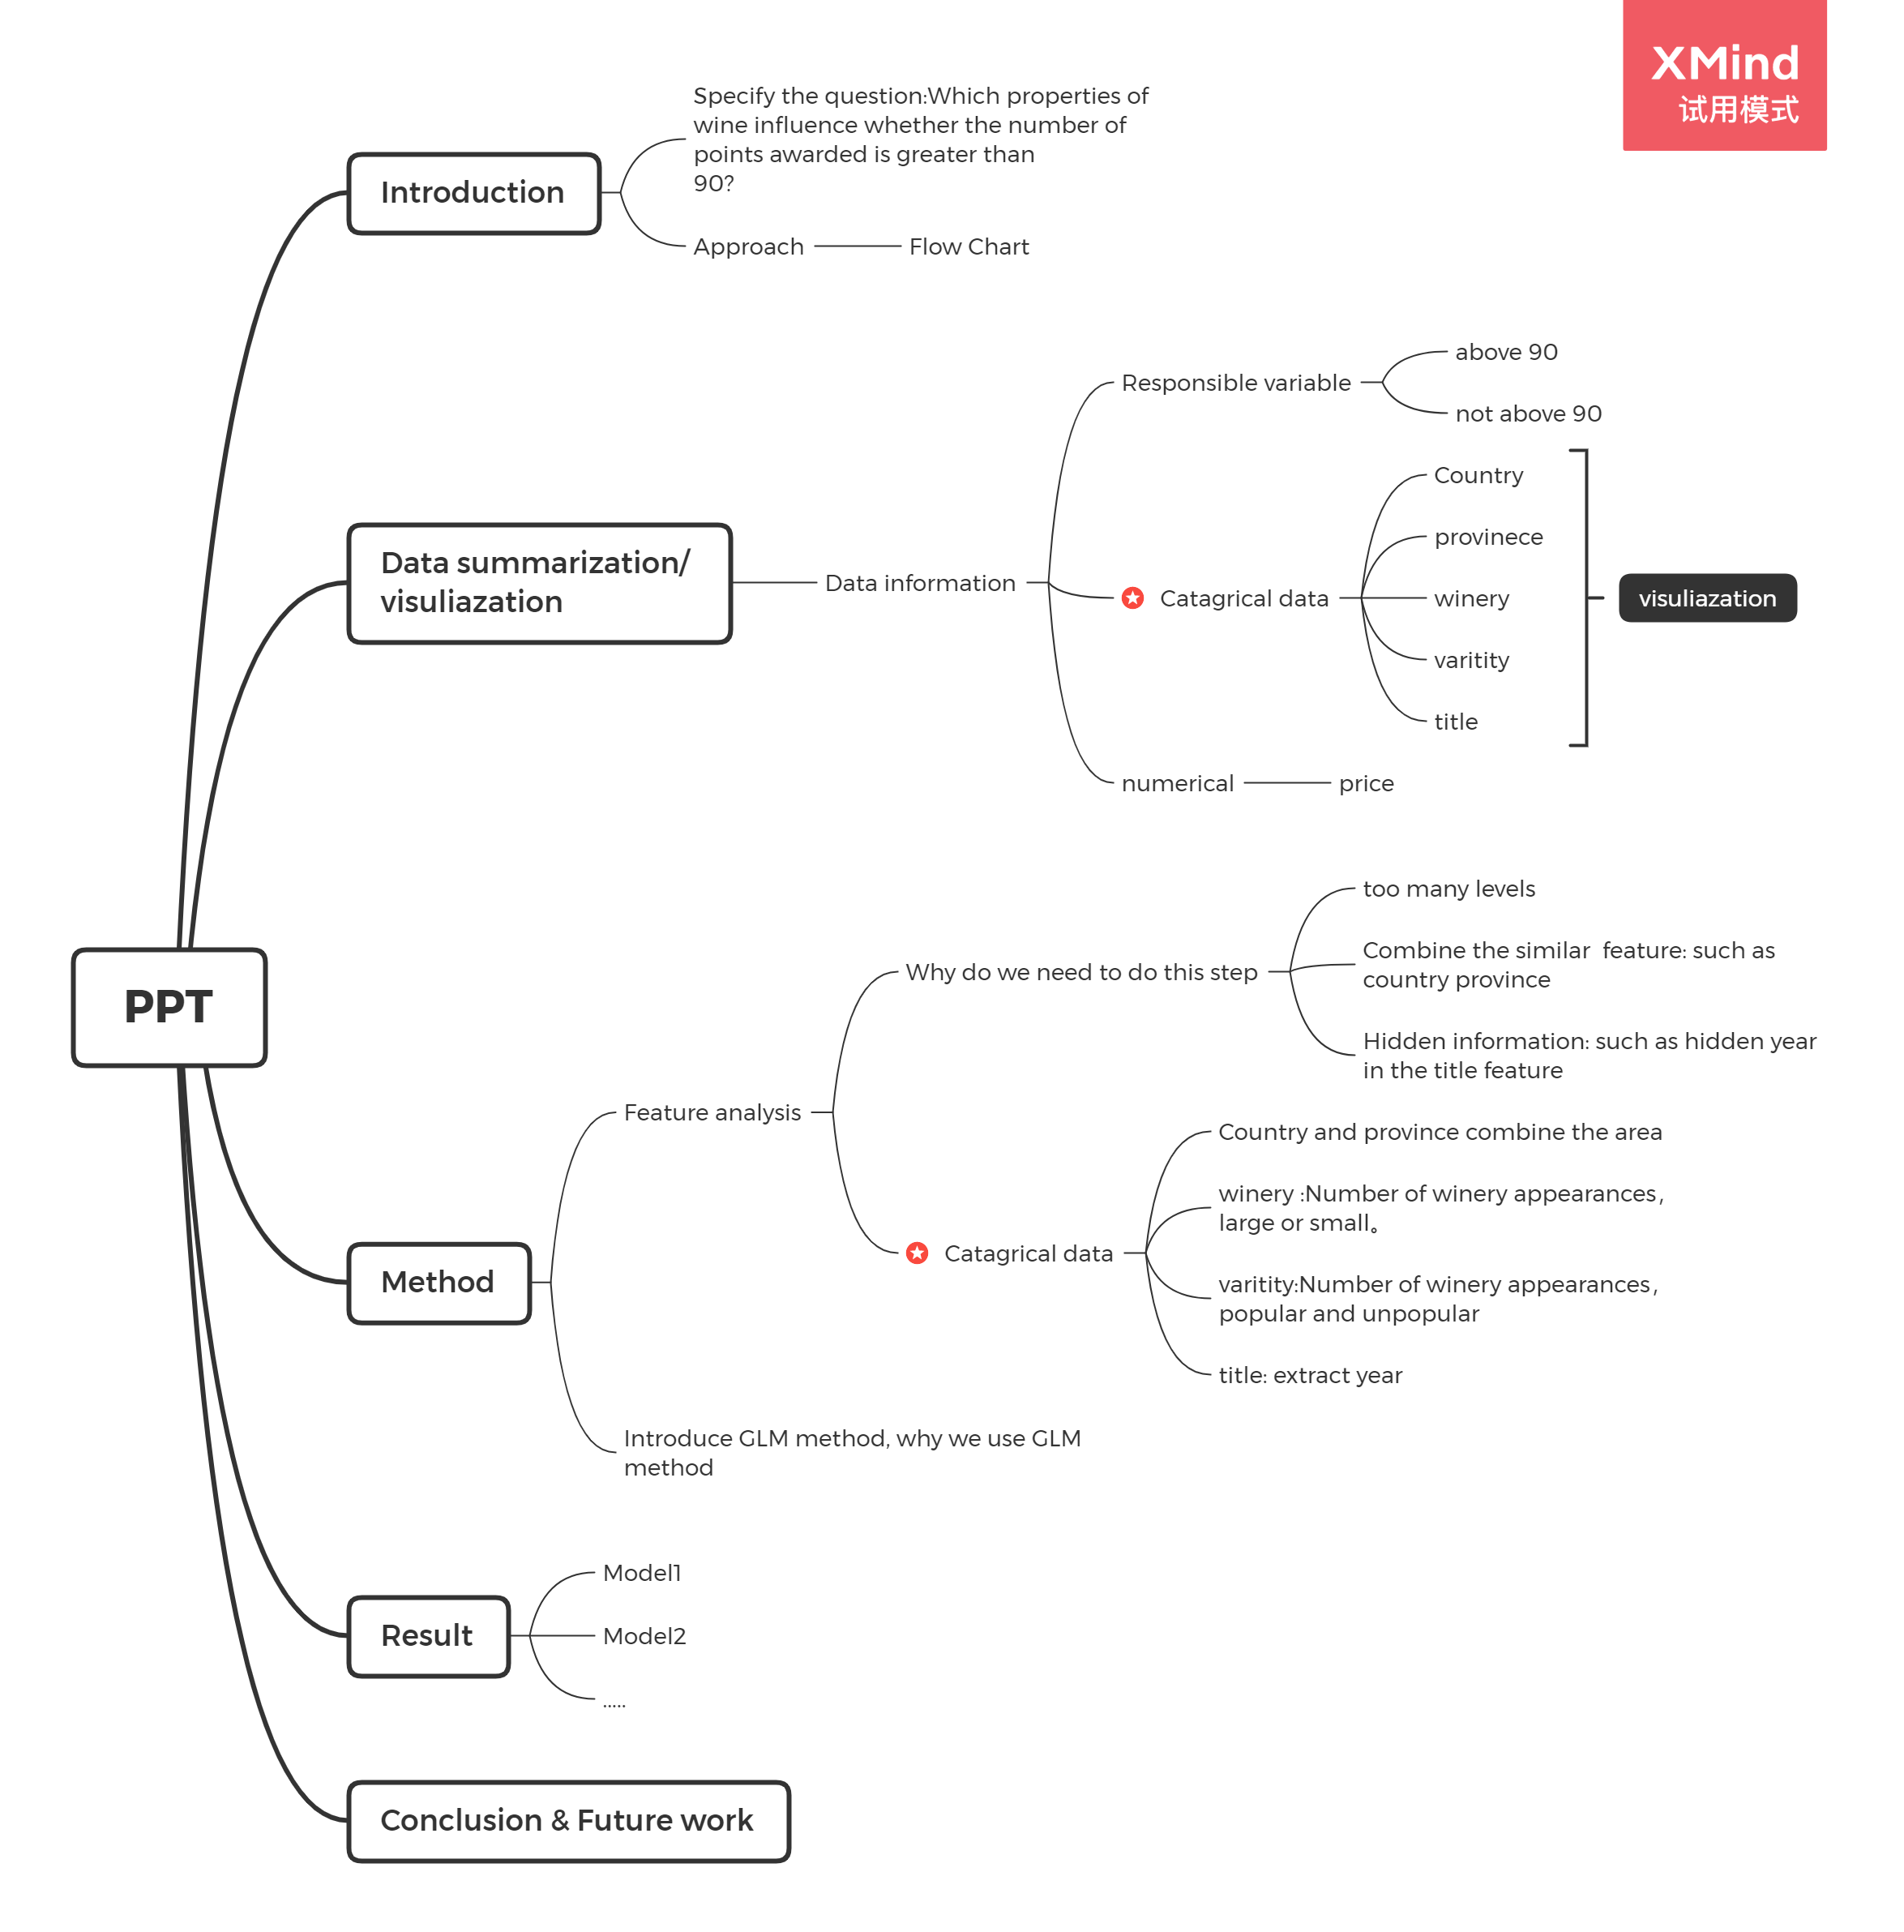 XMind
试用模式
Specify the question:Which properties of
wine influence whether the number of
points awarded is greater than
90?
Introduction
Approach
Flow Chart
above 90
Responsible variable
not above 90
Country
Data summarization/
visuliazation
provinece
Data information
Catagrical data
winery
visuliazation
varitity
title
numerical
price
too many levels
Why do we need to do this step
Combine the similar  feature: such as
country province
PPT
Hidden information: such as hidden year
in the title feature
Feature analysis
Country and province combine the area
winery :Number of winery appearances，
large or small。
Catagrical data
Method
varitity:Number of winery appearances，
popular and unpopular
title: extract year
Introduce GLM method, why we use GLM
method
Model1
Result
Model2
.....
Conclusion & Future work